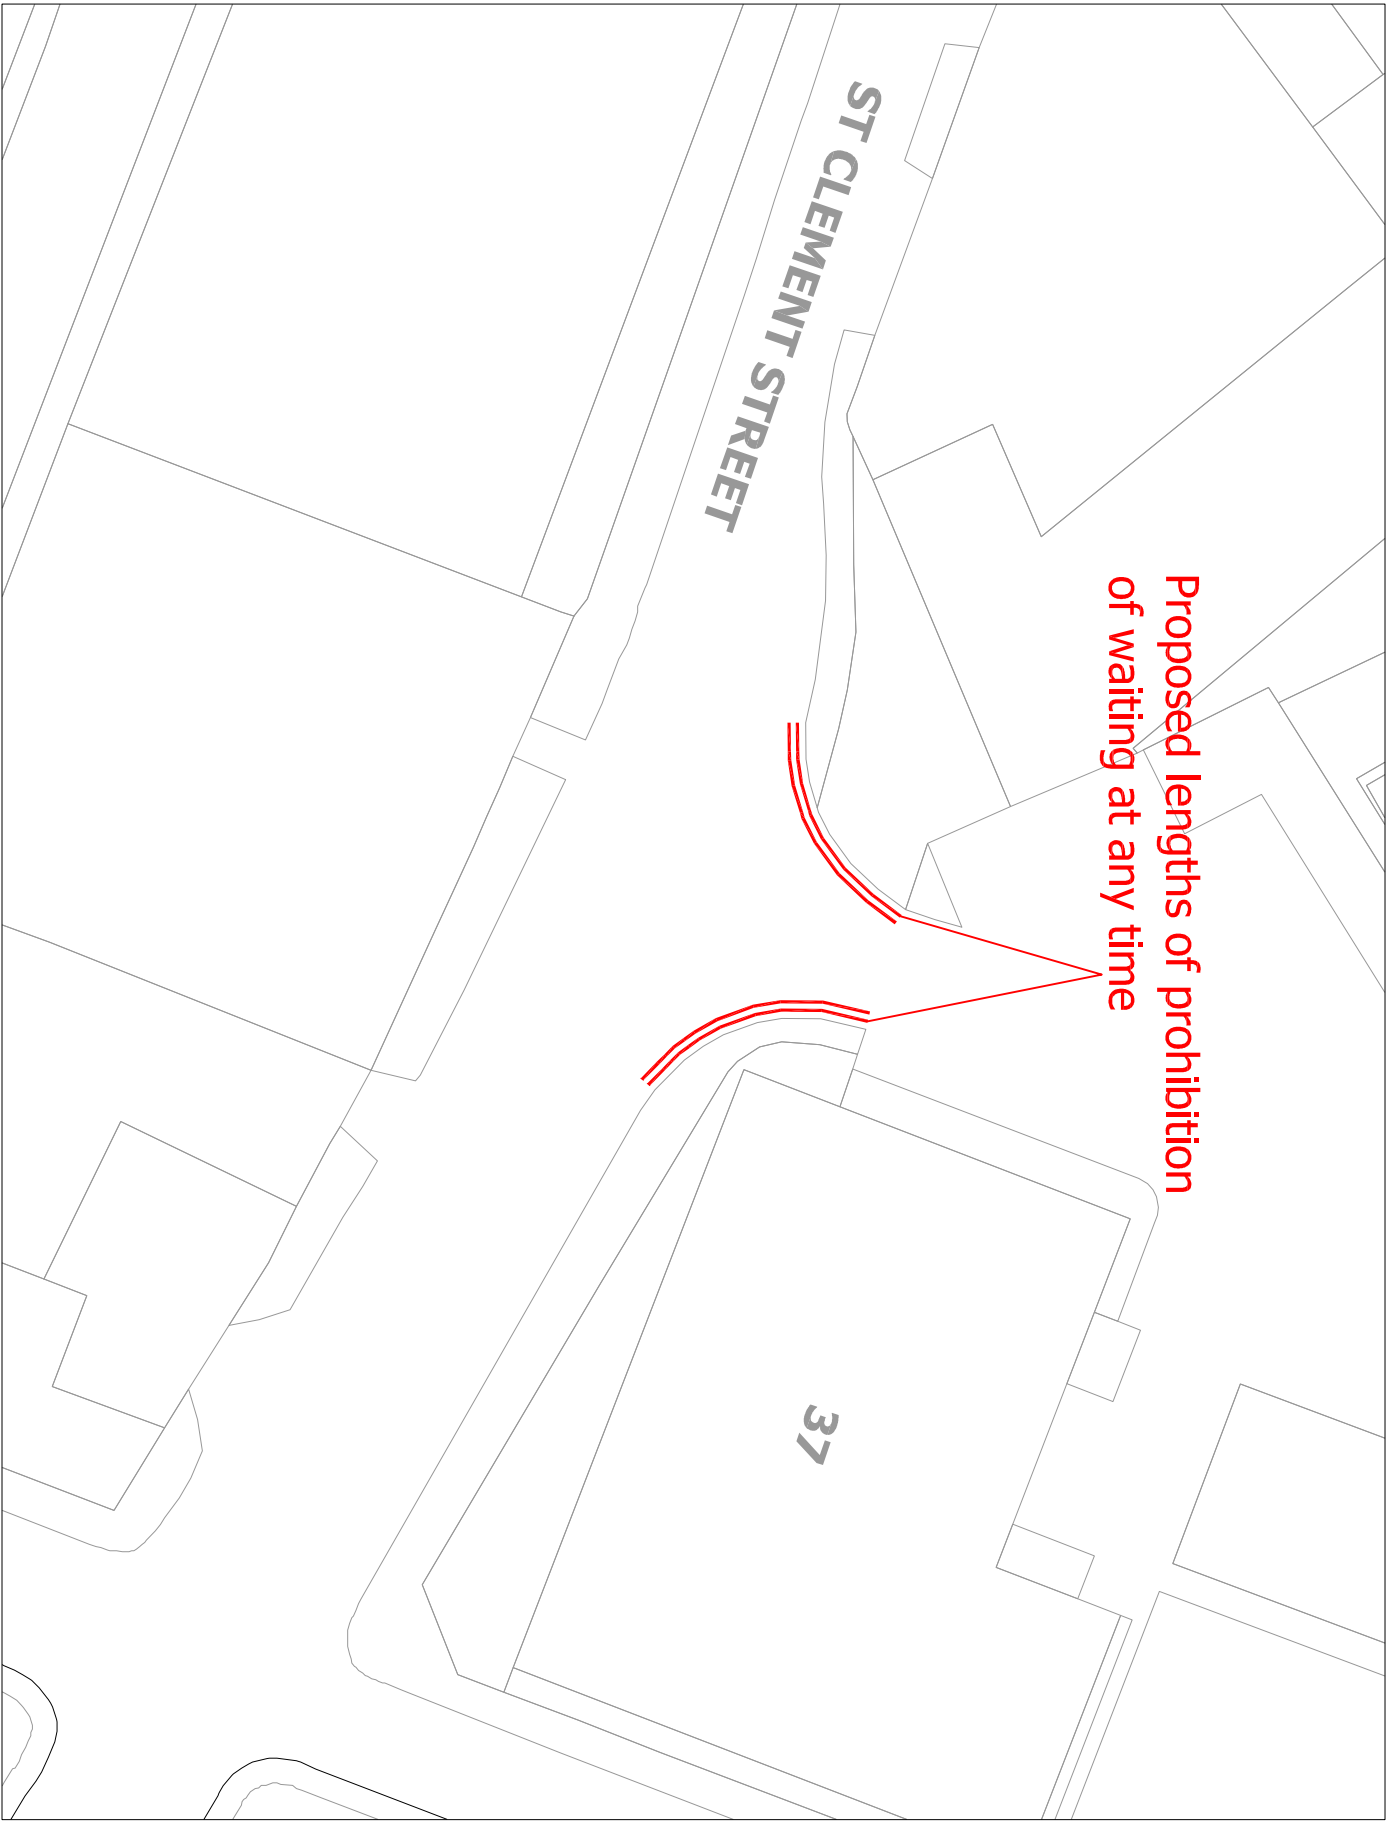 ST CLEMENT STREET
Proposed lengths of prohibition
of waiting at any time
37